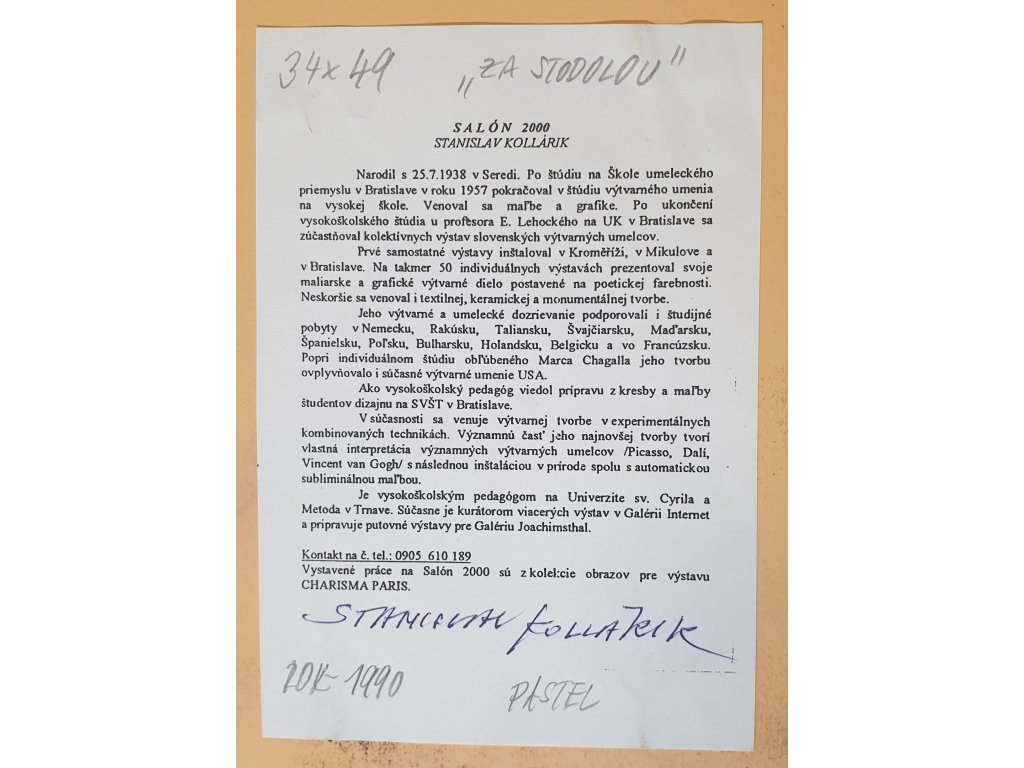 34x49 „ZA STODOLOU"
SALÓN 2000
STANISLAV KOLLÁRIK
Narodil s 25.7.1938 v Seredi. Po štúdiu na Škole umeleckého
priemyslu v Bratislave v roku 1957 pokračoval v štúdiu výtvarného umenia
na vysokej škole. Venoval sa maľbe a grafike. Po ukončení
vysokoškolského štúdia u profesora E. Lehockého na UK v Bratislave sa
zúčastňoval kolektívnych výstav slovenských výtvarných umelcov.
Prvé samostatné výstavy inštaloval v Kroměříži, v Mikulove a
v Bratislave. Na takmer 50 individuálnych výstavách prezentoval svoje
maliarske a grafické výtvarné dielo postavené na poetickej farebnosti.
Neskoršie sa venoval i textilnej, keramickej a monumentálnej tvorbe.
Jeho výtvarné a umelecké dozrievanie podporovali i študijné
pobyty v Nemecku, Rakúsku, Taliansku, Švajčiarsku, Maďarsku,
Španielsku, Poľsku, Bulharsku, Holandsku, Belgicku a vo Francúzsku.
Popri individuálnom štúdiu obľúbeného Marca Chagalla jeho tvorbu
ovplyvňovalo i súčasné výtvarné umenie USA.
Ako vysokoškolský pedagóg viedol prípravu z kresby a maľby
študentov dizajnu na SVŠT v Bratislave.
V súčasnosti sa venuje výtvarnej tvorbe v experimentálnych
kombinovaných technikách. Významnú časť jeho najnovšej tvorby tvorí
vlastná interpretácia významných výtvarných umelcov /Picasso, Dalí,
Vincent van Gogh/ s následnou inštaláciou v prírode spolu s automatickou
subliminálnou maľbou.
Je vysokoškolským pedagógom na Univerzite sv. Cyrila a
Metoda v Trnave. Súčasne je kurátorom viacerých výstav v Galérii Internet
a pripravuje putovné výstavy pre Galériu Joachimsthal.
Kontakt na č. tel.: 0905 610 189
Vystavené práce na Salón 2000 sú z kolekcie obrazov pre výstavu
CHARISMA PARIS.
STANISLAV KOLLÁRIK
ROK-1990 PASTEL